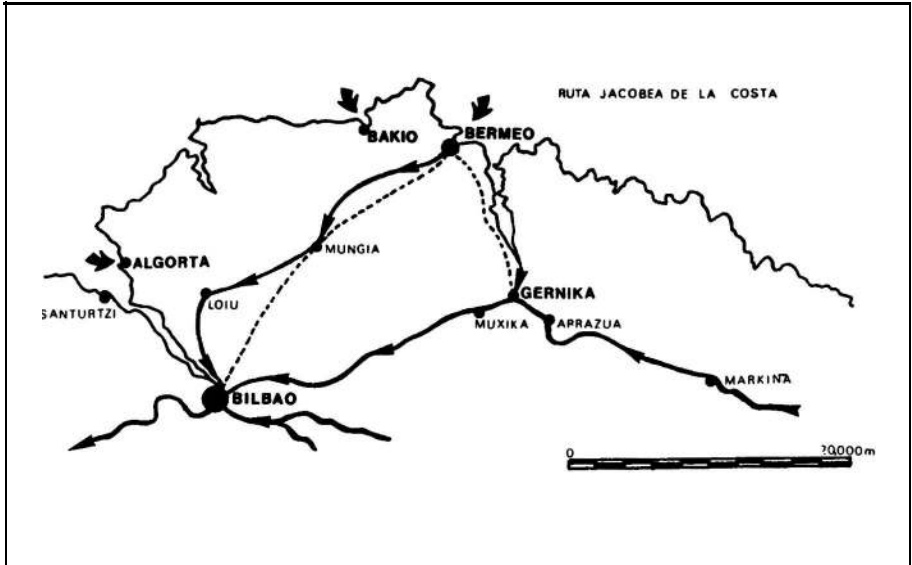 RUTA JACOBEA DE LA COSTA
BAKIO
BERMEO
MUNGIA
ALGORTA
LOIU
SANTURTZI
GERNIKA
MUXIKA
APRAZUA
MARKINA
BILBAO
0
20,000m